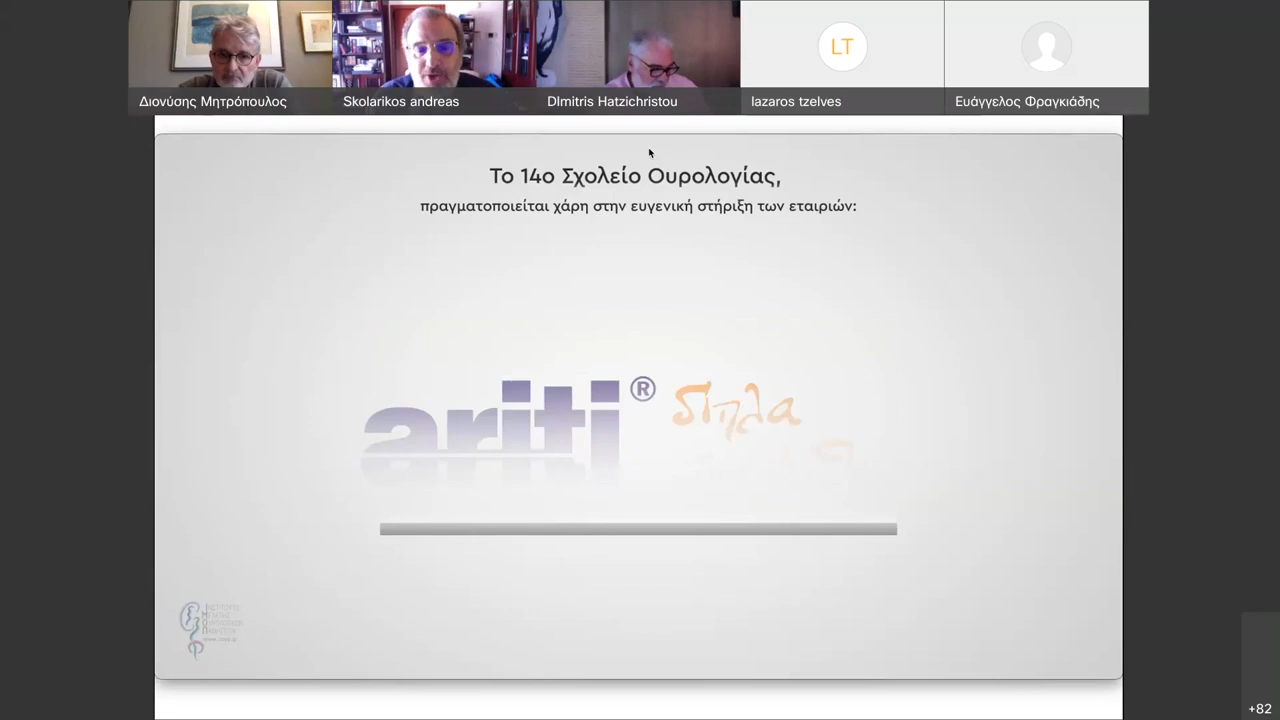 LT
Διονύσης Μητρόπουλος
Skolarikos andreas
DImitris Hatzichristou
lazaros tzelves
Ευάγγελος Φραγκιάδης
Το 14ο Σχολείο Ουρολογίας,
πραγματοποιείται χάρη στην ευγενική στήριξη των εταιριών:
ariti®
δίπλα
+82